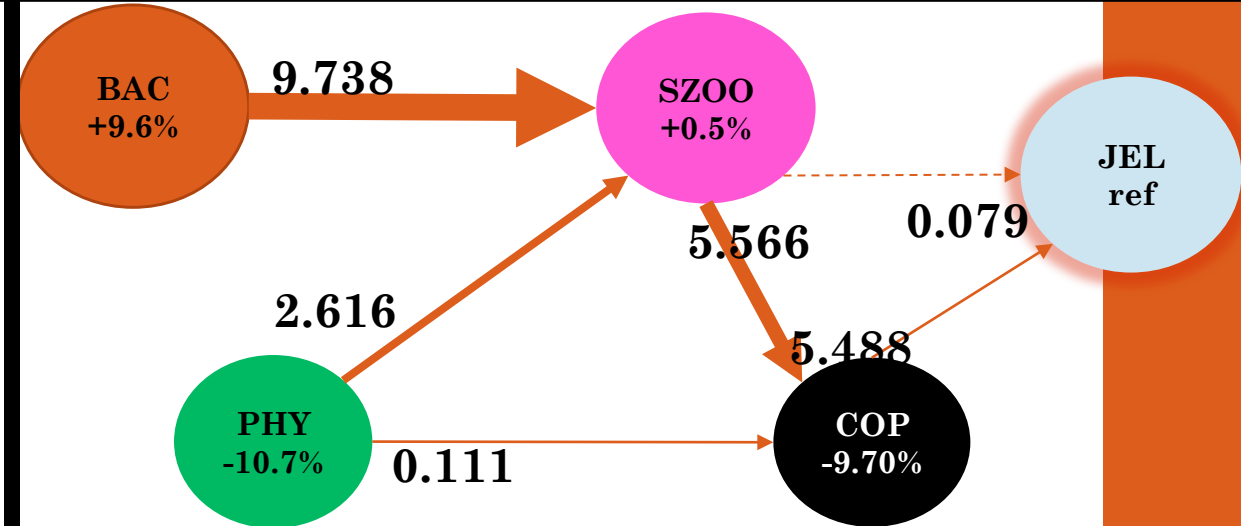 BAC
+9.6%
9.738
SZOO
+0.5%
JEL
ref
0.079
5.566
2.616
5.488
PHY
-10.7%
0.111
COP
-9.70%